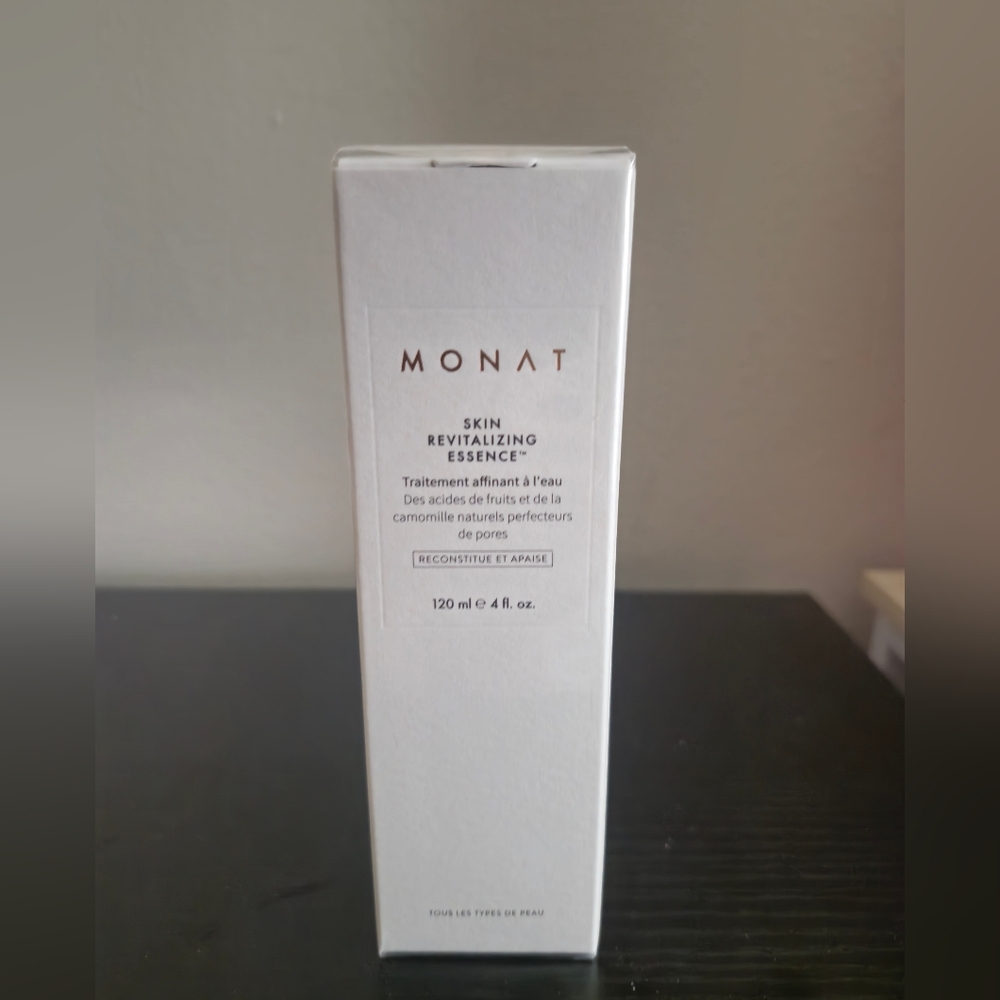 MONAT
SKIN
REVITALIZING
ESSENCE™
Traitement affinant à l'eau
Des acides de fruits et de la
camomille naturels perfecteurs
de pores
RECONSTITUE ET APAISE
120 ml ℮ 4 fl. oz.
TOUS LES TYPES DE PEAU